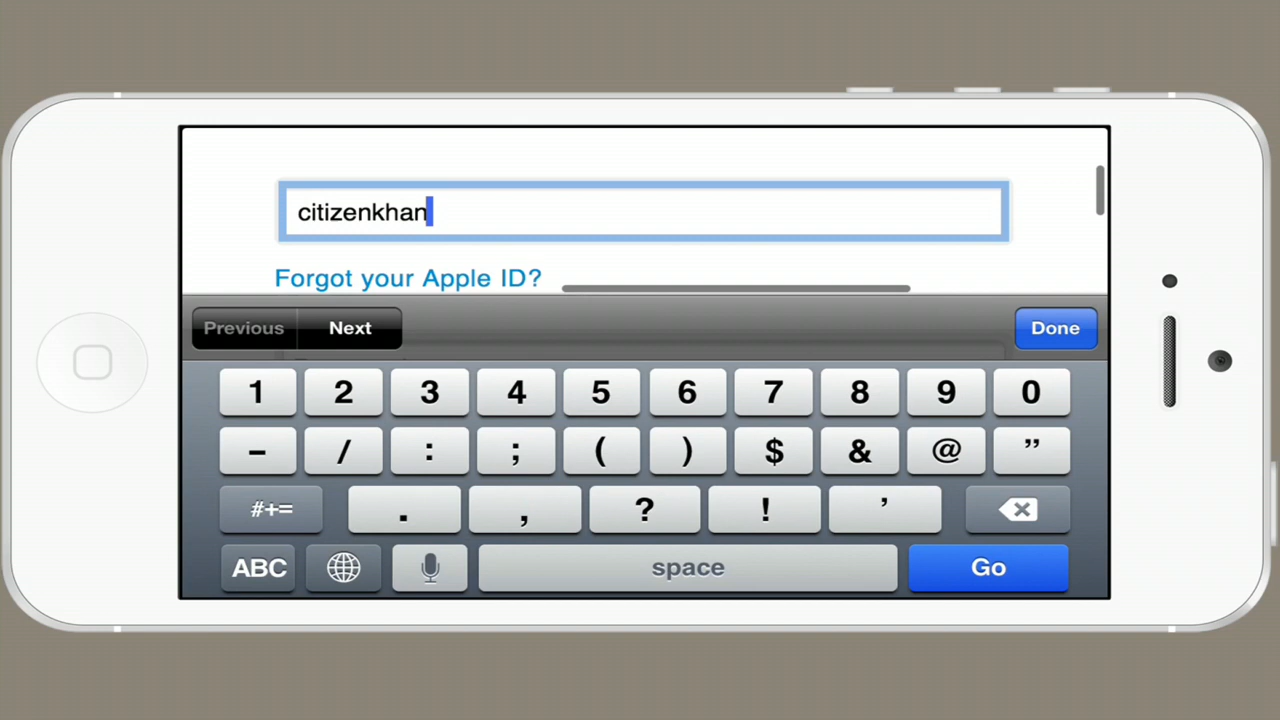 citizenkhan
Forgot your Apple ID?
Previous Next Done
1 2 3 4 5 6 7 8 9 0
- / : ; ( ) $ & @ ”
#+= . , ? ! ’
ABC space Go